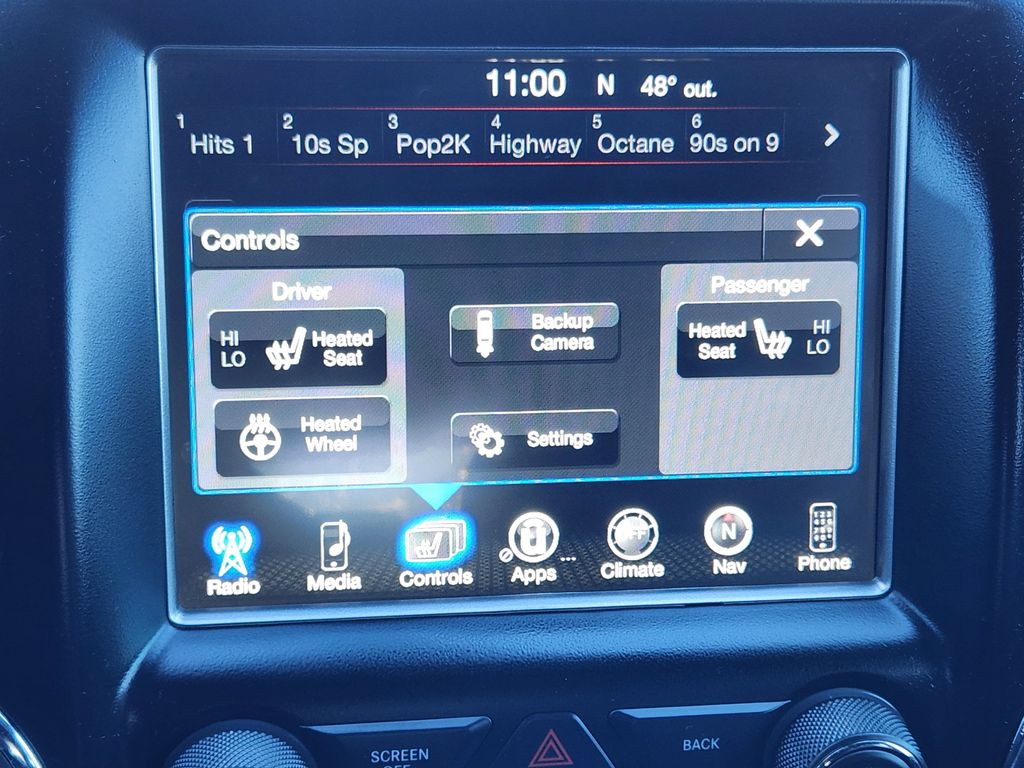 11:00 N 48° out.
1 Hits 1 2 10s Sp 3 Pop2K 4 Highway 5 Octane 6 90s on 9
Controls
Driver
HI
LO
Heated
Seat
Heated
Wheel
Backup
Camera
Settings
Passenger
Heated
Seat
HI
LO
Radio Media Controls Apps ... Climate Nav Phone
OFF
N
SCREEN
OFF
BACK